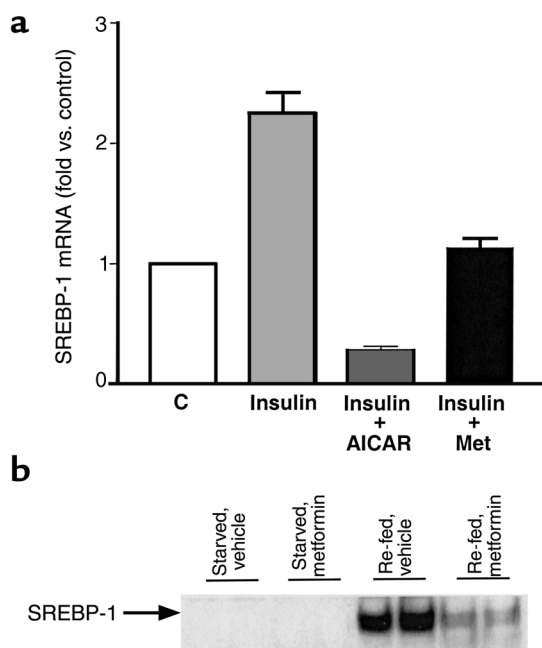 a
SREBP-1 mRNA (fold vs. control)
3
2
1
0
C
Insulin
Insulin
+
AICAR
Insulin
+
Met
b
Starved,
vehicle
Starved,
metformin
Re-fed,
vehicle
Re-fed,
metformin
SREBP-1